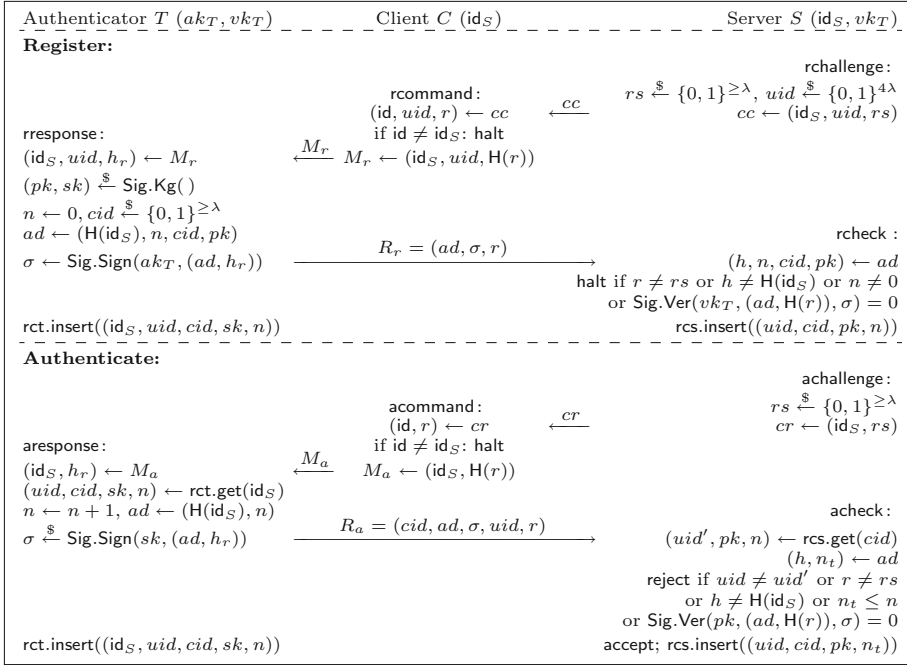 Authenticator T (ak_T, vk_T) Client C (id_S) Server S (id_S, vk_T)
Register:
rchallenge :
rcommand : rs ←$ {0, 1}^{≥λ}, uid ←$ {0, 1}^{4λ}
(id, uid, r) ← cc ←cc— cc ← (id_S, uid, rs)
rresponse : if id ≠ id_S: halt
(id_S, uid, h_r) ← M_r ←M_r— M_r ← (id_S, uid, H(r))
(pk, sk) ←$ Sig.Kg( )
n ← 0, cid ←$ {0, 1}^{≥λ}
ad ← (H(id_S), n, cid, pk) rcheck :
σ ← Sig.Sign(ak_T, (ad, h_r)) —R_r = (ad, σ, r)→ (h, n, cid, pk) ← ad
halt if r ≠ rs or h ≠ H(id_S) or n ≠ 0
or Sig.Ver(vk_T, (ad, H(r)), σ) = 0
rct.insert((id_S, uid, cid, sk, n)) rcs.insert((uid, cid, pk, n))
Authenticate:
achallenge :
acommand : rs ←$ {0, 1}^{≥λ}
(id, r) ← cr ←cr— cr ← (id_S, rs)
aresponse : if id ≠ id_S: halt
(id_S, h_r) ← M_a ←M_a— M_a ← (id_S, H(r))
(uid, cid, sk, n) ← rct.get(id_S)
n ← n + 1, ad ← (H(id_S), n) acheck :
σ ←$ Sig.Sign(sk, (ad, h_r)) —R_a = (cid, ad, σ, uid, r)→ (uid′, pk, n) ← rcs.get(cid)
(h, n_t) ← ad
reject if uid ≠ uid′ or r ≠ rs
or h ≠ H(id_S) or n_t ≤ n
or Sig.Ver(pk, (ad, H(r)), σ) = 0
rct.insert((id_S, uid, cid, sk, n)) accept; rcs.insert((uid, cid, pk, n_t))